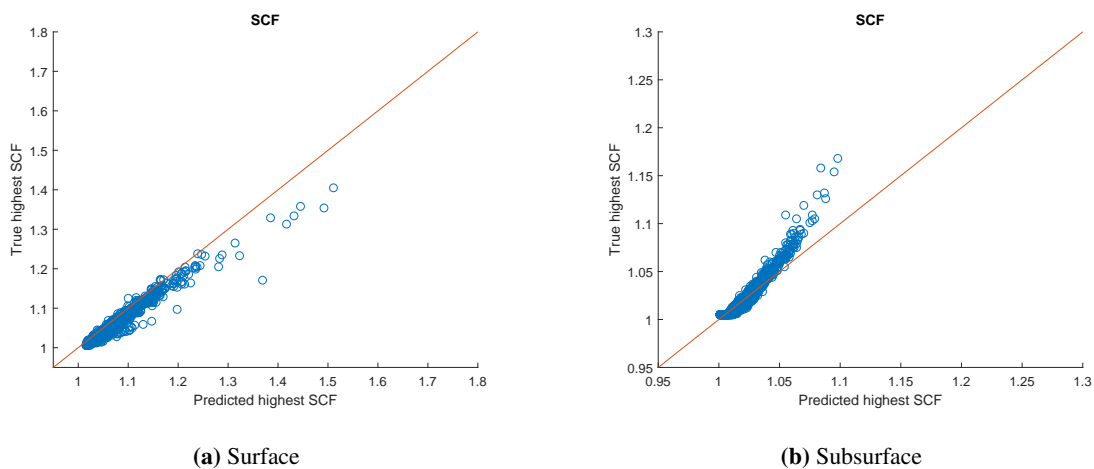 SCF
1.8
1.7
1.6
1.5
1.4
1.3
1.2
1.1
1
True highest SCF
1 1.1 1.2 1.3 1.4 1.5 1.6 1.7 1.8
Predicted highest SCF
(a) Surface
SCF
1.3
1.25
1.2
1.15
1.1
1.05
1
0.95
True highest SCF
0.95 1 1.05 1.1 1.15 1.2 1.25 1.3
Predicted highest SCF
(b) Subsurface